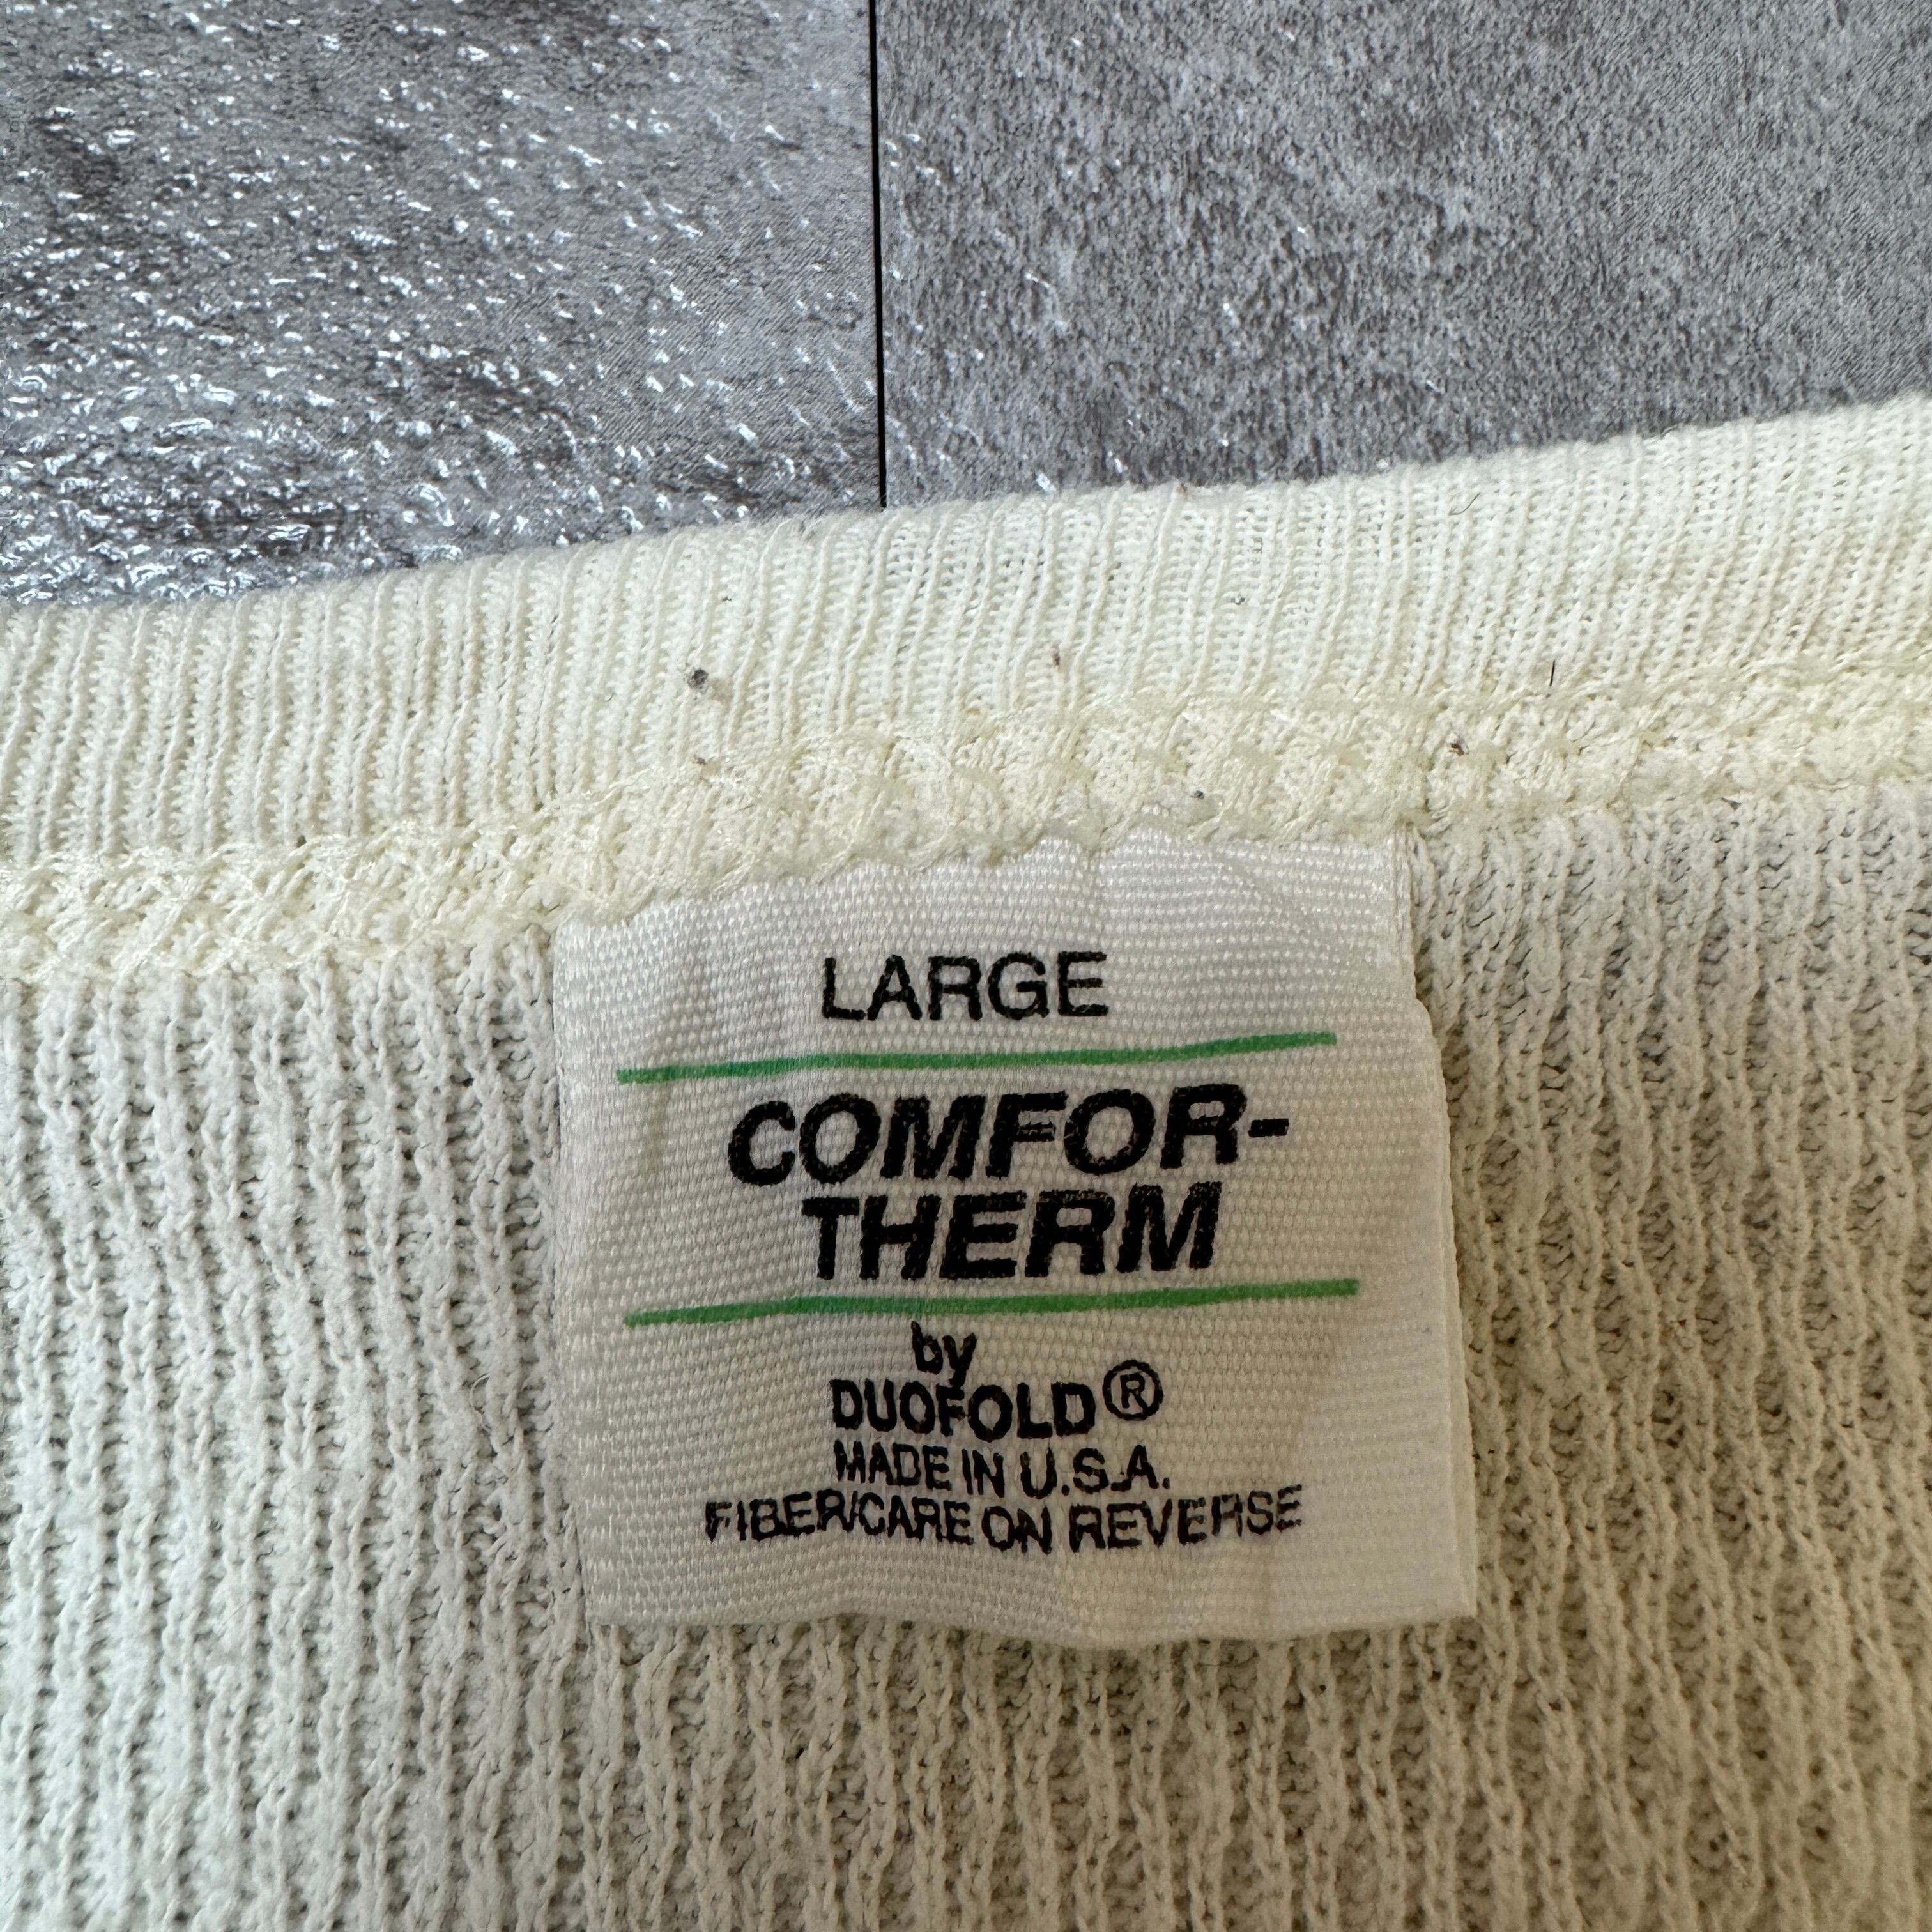 LARGE
COMFOR-
THERM
by
DUOFOLD®
MADE IN U.S.A.
FIBER/CARE ON REVERSE